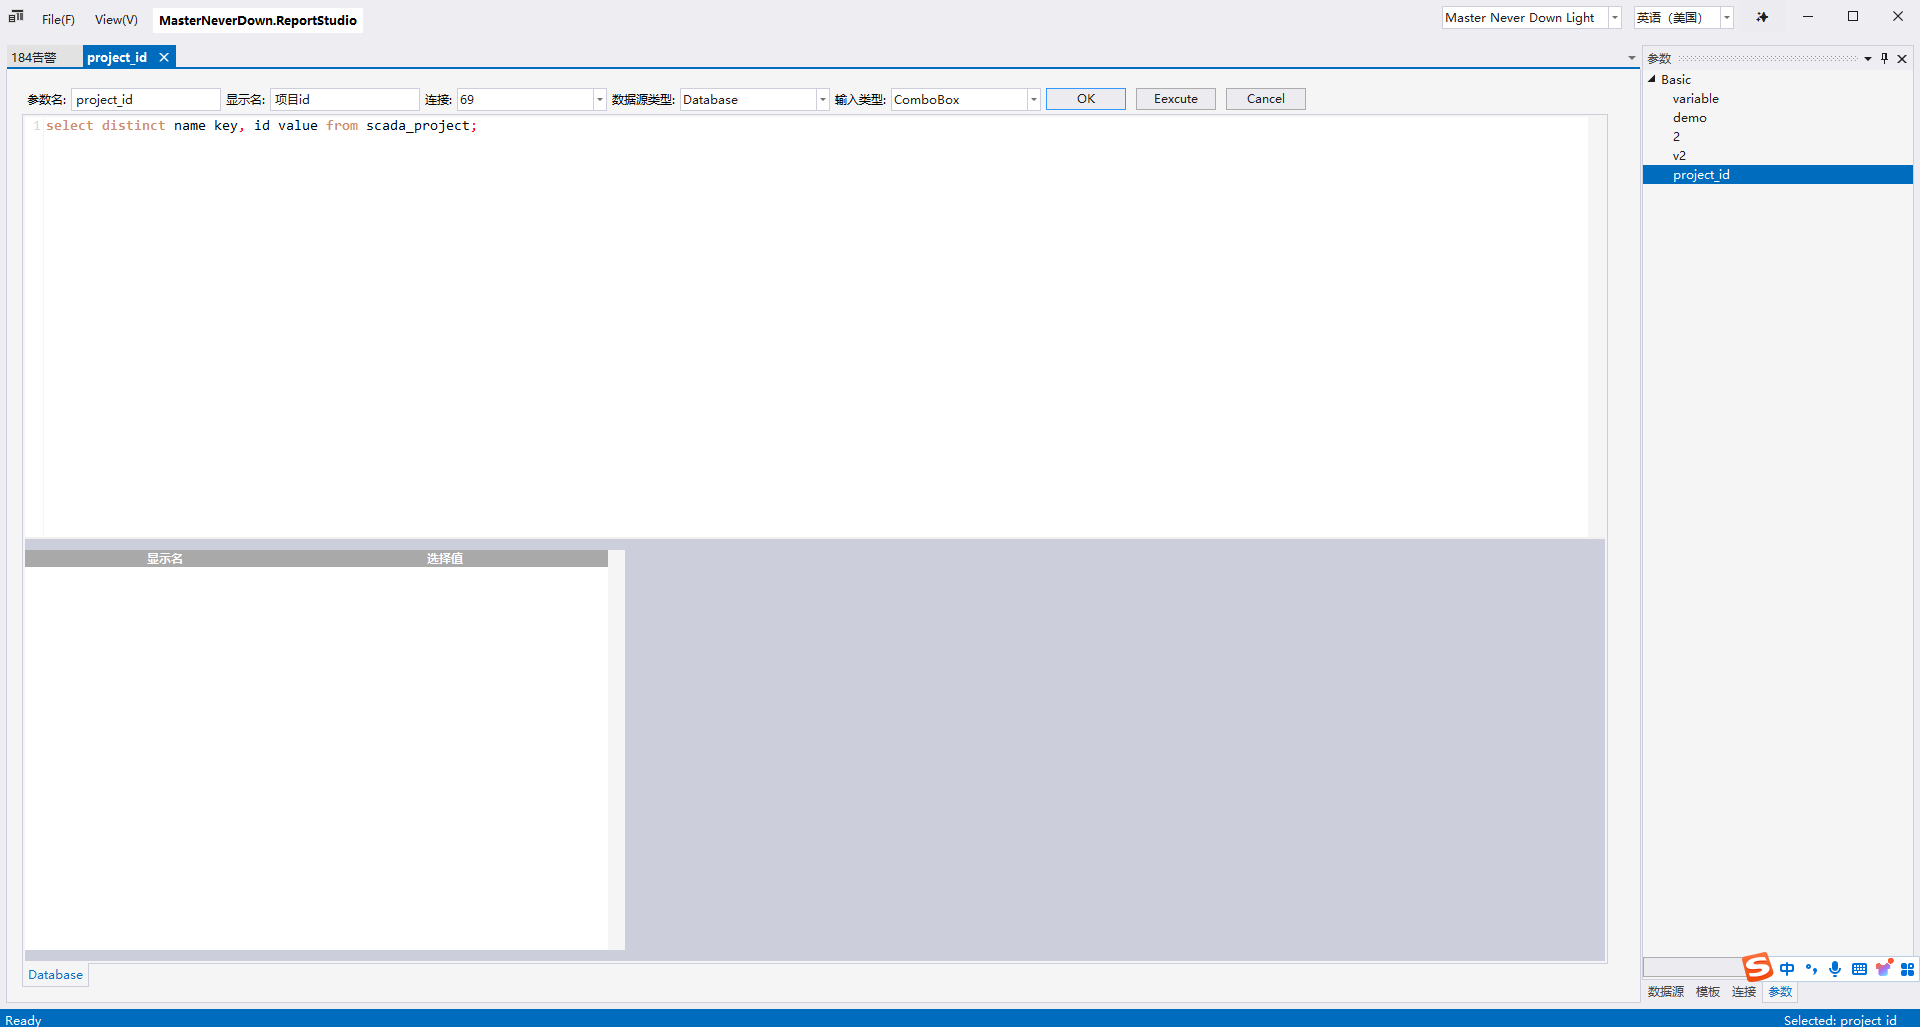 File(F) View(V) MasterNeverDown.ReportStudio Master Never Down Light 英语（美国）
184告警 project_id
参数
参数名: project_id 显示名: 项目id 连接: 69 数据源类型: Database 输入类型: ComboBox OK Eexcute Cancel
1 select distinct name key, id value from scada_project;
显示名 选择值
Database
Basic
variable
demo
2
v2
project_id
S 中
数据源 模板 连接 参数
Ready Selected: project id